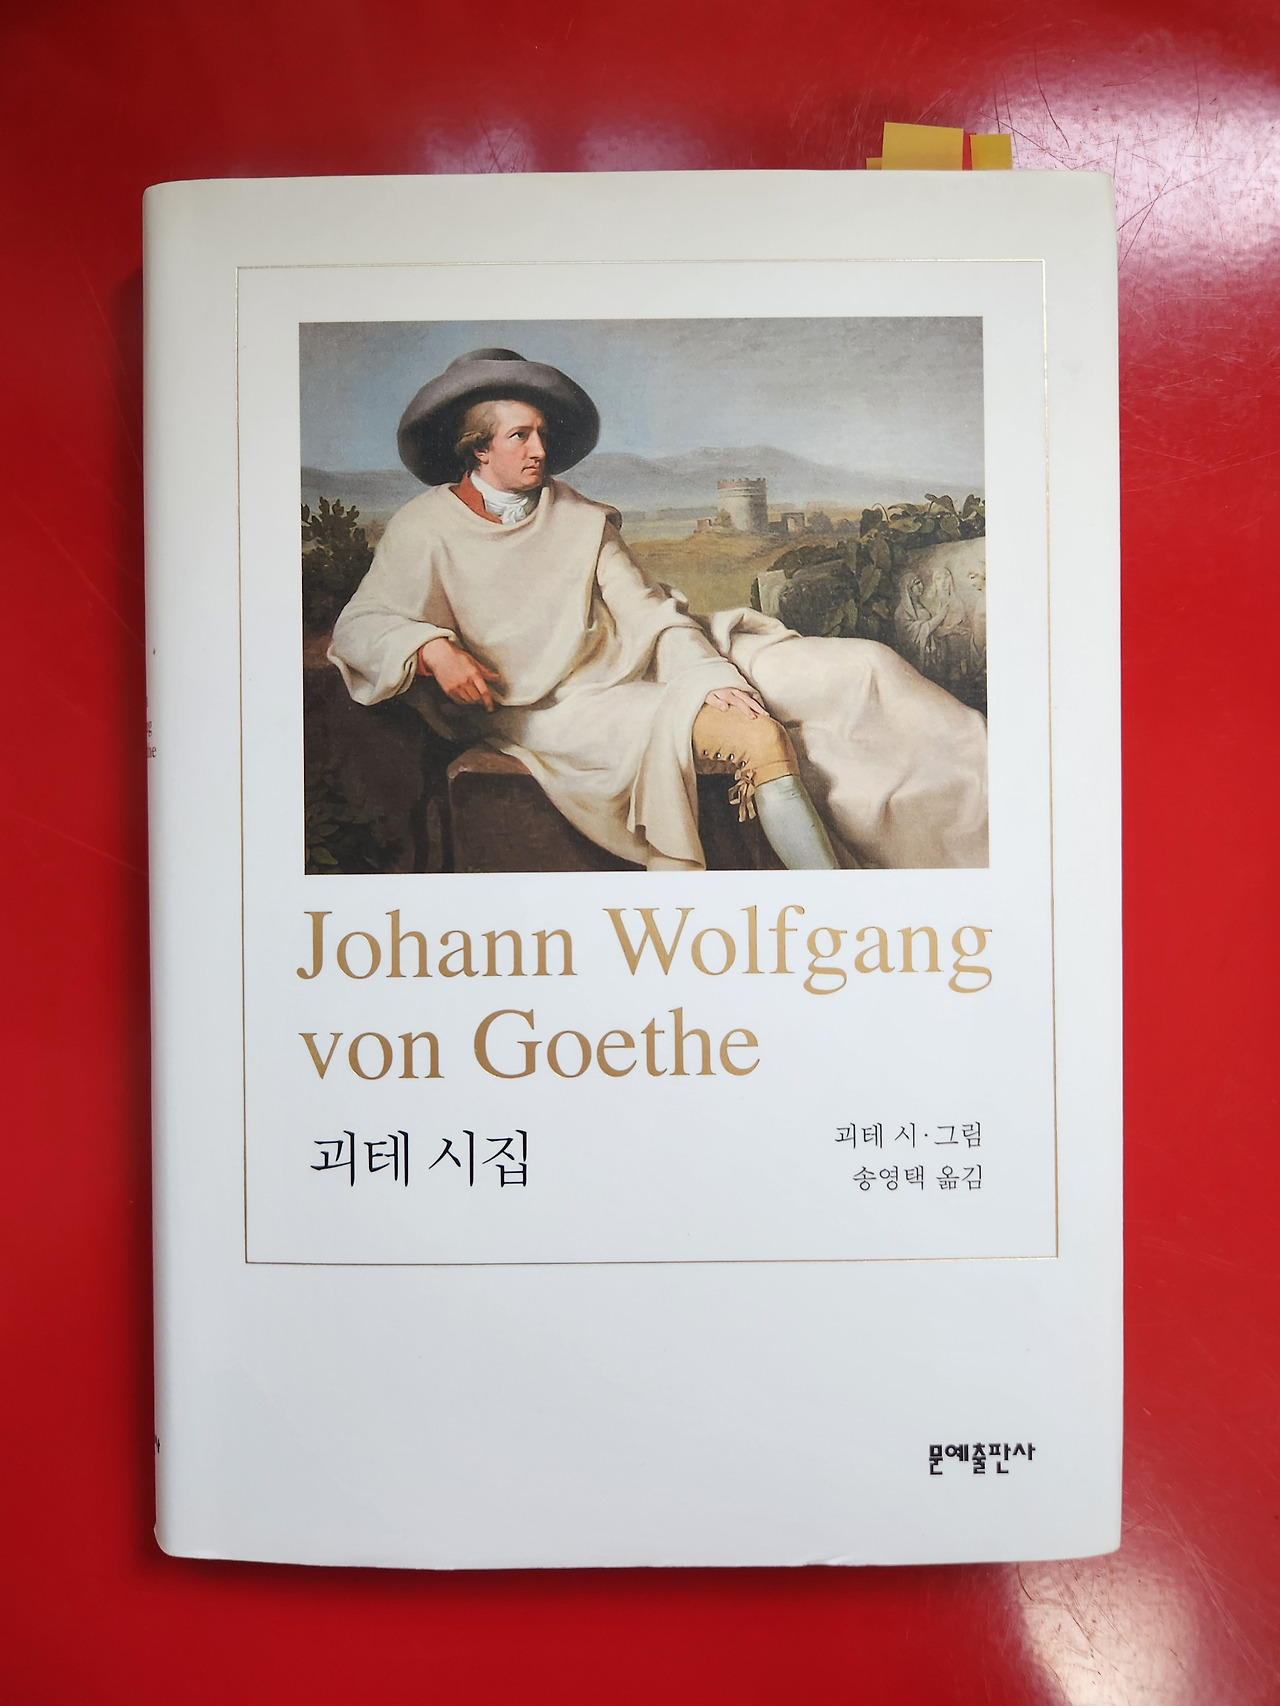 Johann Wolfgang
von Goethe
괴테 시집
괴테 시·그림
송영택 옮김
문예출판사